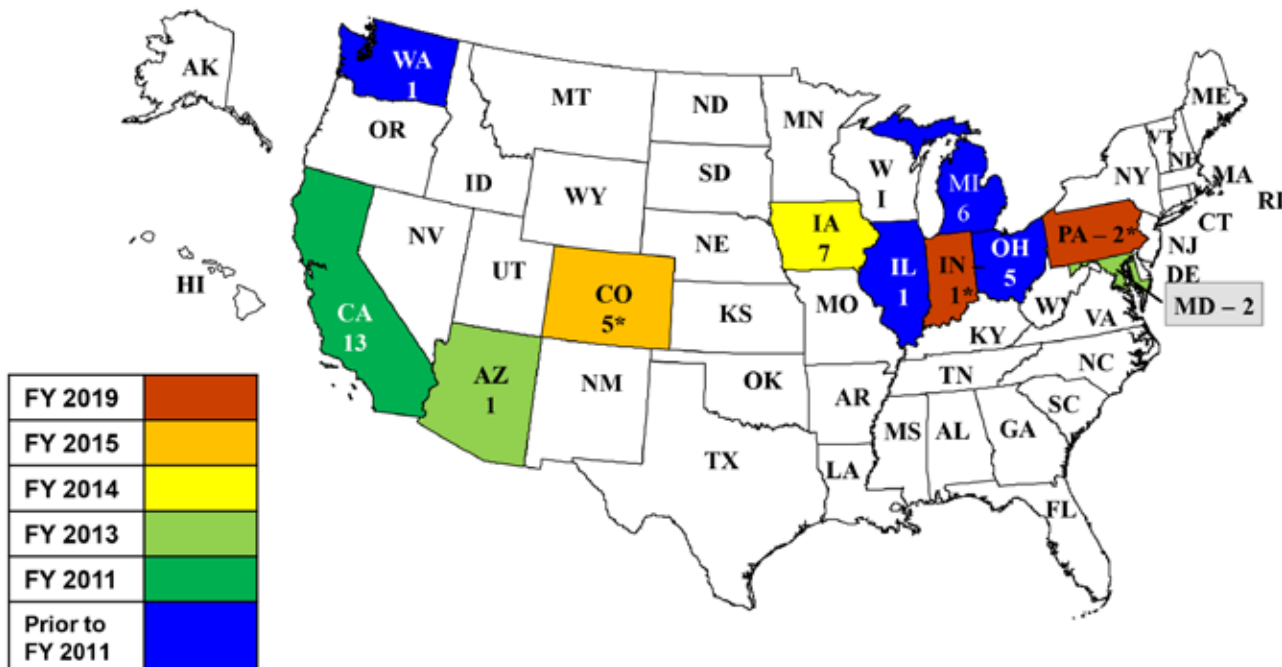 AK
WA
1
MT
ND
MN
ME
VT
NH
OR
ID
SD
W
I
MI
6
NY
MA
RI
CT
WY
IA
7
NV
NE
PA – 2*
NJ
DE
UT
IL
1
IN –
1*
OH
5
MD – 2
HI
CA
13
CO
5*
KS
MO
KY
VA
AZ
1
NM
OK
AR
TN
NC
SC
MS
AL
GA
TX
LA
FL
FY 2019
FY 2015
FY 2014
FY 2013
FY 2011
Prior to
FY 2011